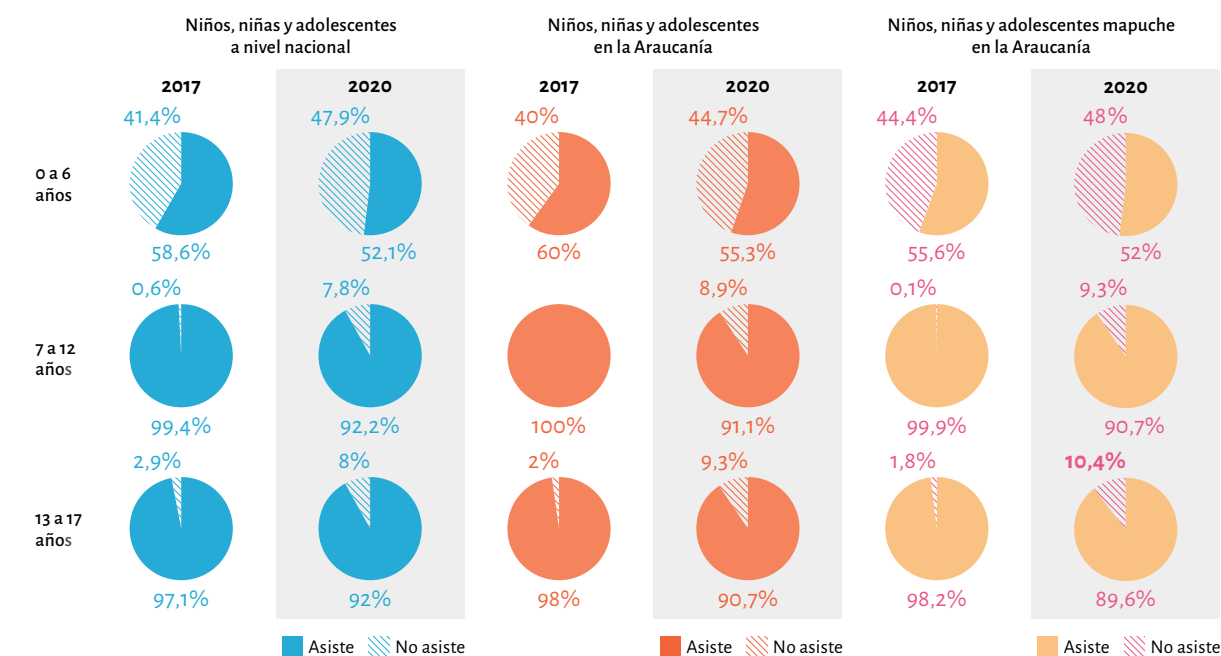 Niños, niñas y adolescentes
a nivel nacional
Niños, niñas y adolescentes
en la Araucanía
Niños, niñas y adolescentes mapuche
en la Araucanía
2017 2020 2017 2020 2017 2020
41,4% 47,9% 40% 44,7% 44,4% 48%
0 a 6
años
58,6% 52,1% 60% 55,3% 55,6% 52%
0,6% 7,8% 8,9% 0,1% 9,3%
7 a 12
años
99,4% 92,2% 100% 91,1% 99,9% 90,7%
2,9% 8% 2% 9,3% 1,8% 10,4%
13 a 17
años
97,1% 92% 98% 90,7% 98,2% 89,6%
Asiste No asiste Asiste No asiste Asiste No asiste